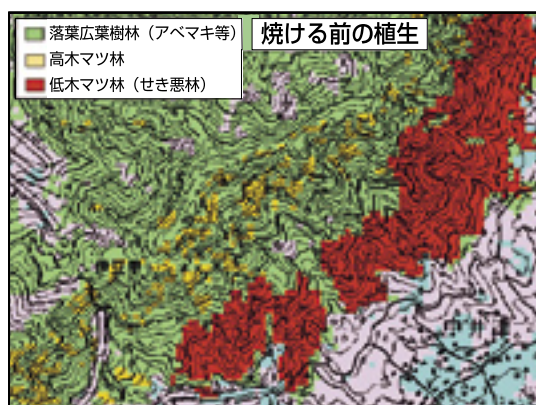 落葉広葉樹林（アベマキ等）
焼ける前の植生
高木マツ林
低木マツ林（せき悪林）